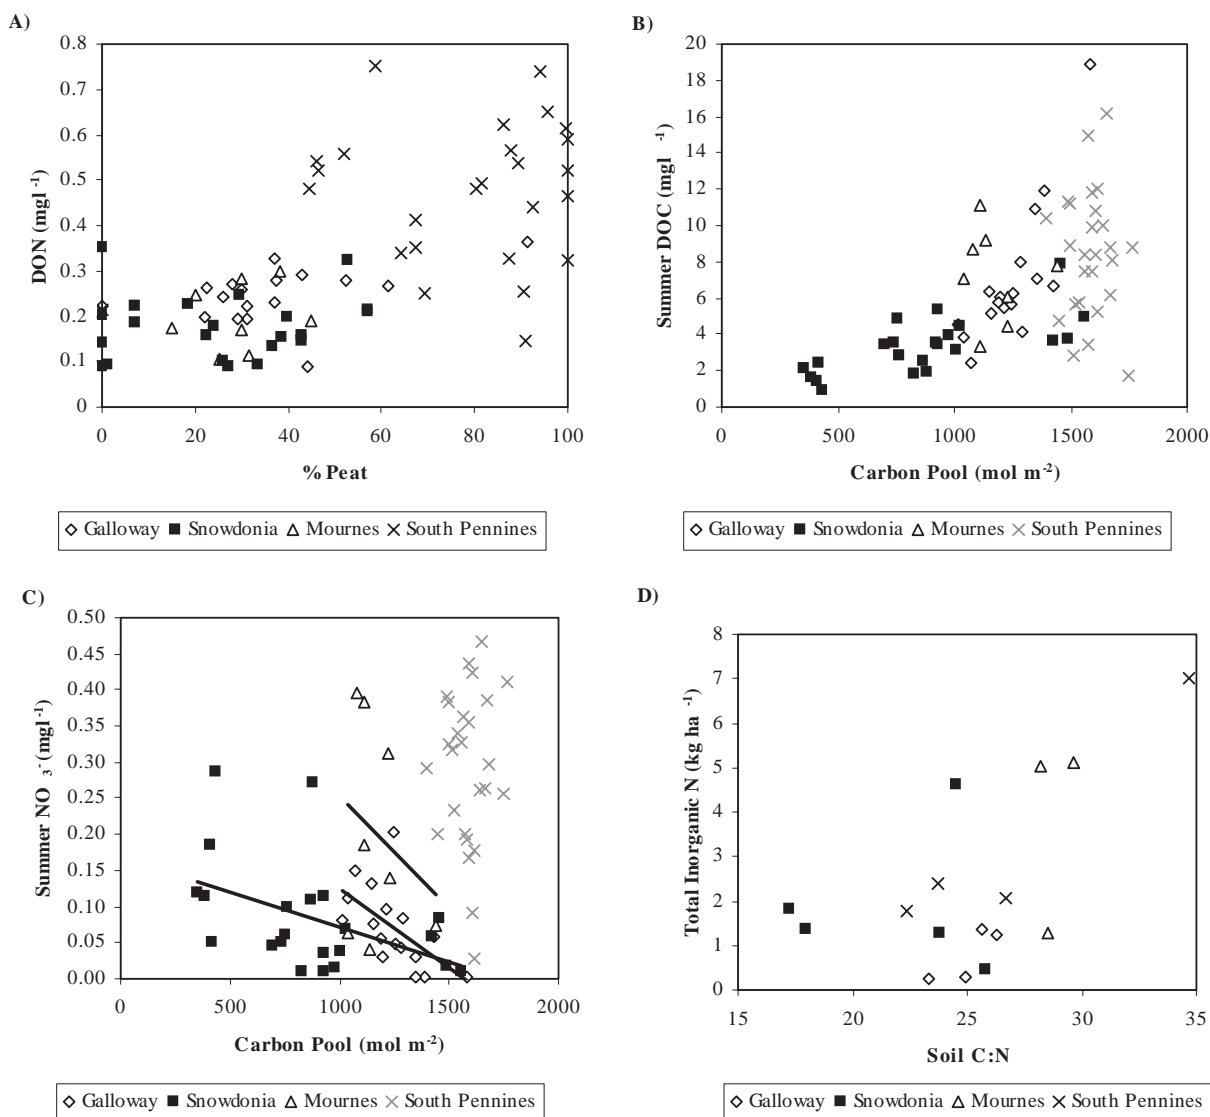 A)
0.8
0.7
0.6
0.5
0.4
0.3
0.2
0.1
0
DON (mgl -1)
0 20 40 60 80 100
% Peat
Galloway Snowdonia Mournes South Pennines
B)
20
18
16
14
12
10
8
6
4
2
0
Summer DOC (mgl -1)
0 500 1000 1500 2000
Carbon Pool (mol m-2)
Galloway Snowdonia Mournes South Pennines
C)
0.50
0.45
0.40
0.35
0.30
0.25
0.20
0.15
0.10
0.05
0.00
Summer NO 3- (mgl-1)
0 500 1000 1500 2000
Carbon Pool (mol m-2)
Galloway Snowdonia Mournes South Pennines
D)
8
7
6
5
4
3
2
1
0
Total Inorganic N (kg ha -1)
15 20 25 30 35
Soil C:N
Galloway Snowdonia Mournes South Pennines